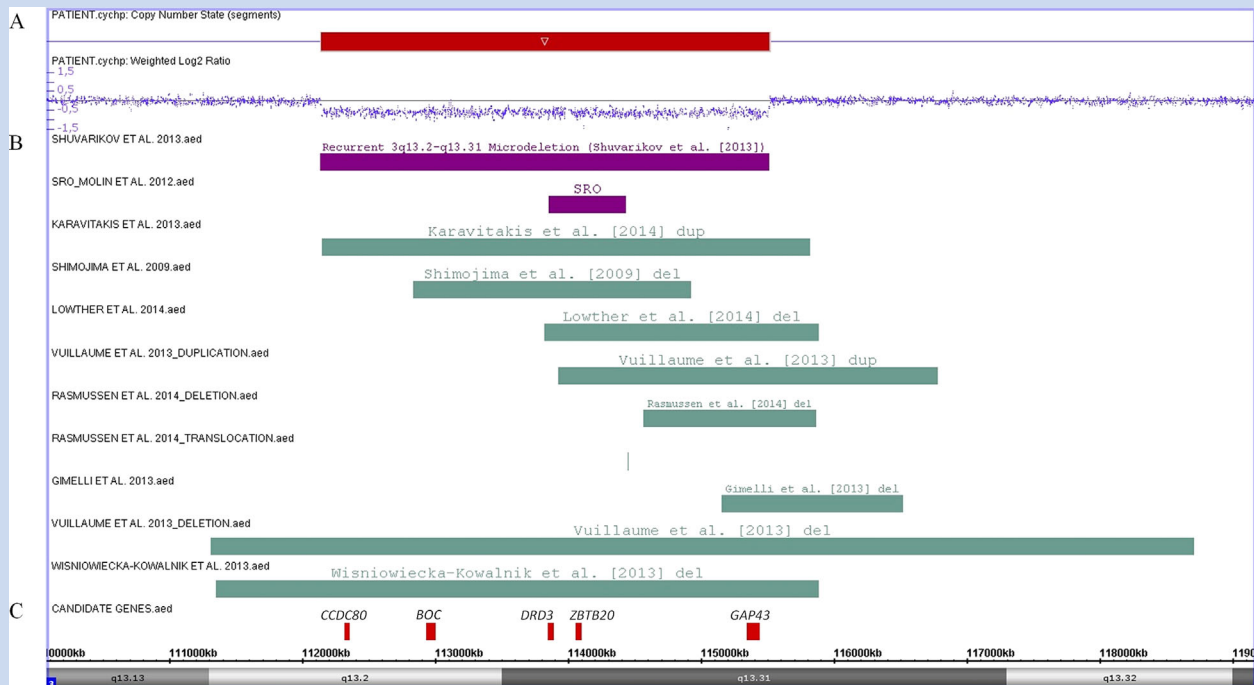 A
PATIENT.cychp: Copy Number State (segments)
PATIENT.cychp: Weighted Log2 Ratio
1,5
0,5
-0,5
-1,5
B
SHUVARIKOV ET AL. 2013.aed
Recurrent 3q13.2-q13.31 Microdeletion (Shuvarikov et al. [2013])
SRO_MOLIN ET AL. 2012.aed
SRO
KARAVITAKIS ET AL. 2013.aed
Karavitakis et al. [2014] dup
SHIMOJIMA ET AL. 2009.aed
Shimojima et al. [2009] del
LOWTHER ET AL. 2014.aed
Lowther et al. [2014] del
VUILLAUME ET AL. 2013_DUPLICATION.aed
Vuillaume et al. [2013] dup
RASMUSSEN ET AL. 2014_DELETION.aed
Rasmussen et al. [2014] del
RASMUSSEN ET AL. 2014_TRANSLOCATION.aed
GIMELLI ET AL. 2013.aed
Gimelli et al. [2013] del
VUILLAUME ET AL. 2013_DELETION.aed
Vuillaume et al. [2013] del
WISNIOWIECKA-KOWALNIK ET AL. 2013.aed
Wisniowiecka-Kowalnik et al. [2013] del
C
CANDIDATE GENES.aed
CCDC80 BOC DRD3 ZBTB20 GAP43
10000kb 111000kb 112000kb 113000kb 114000kb 115000kb 116000kb 117000kb 118000kb 1190
3 q13.13 q13.2 q13.31 q13.32